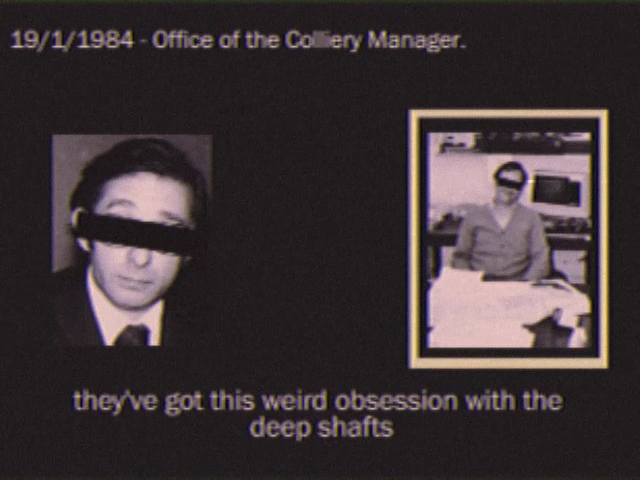 19/1/1984 - Office of the Colliery Manager.
they've got this weird obsession with the
deep shafts